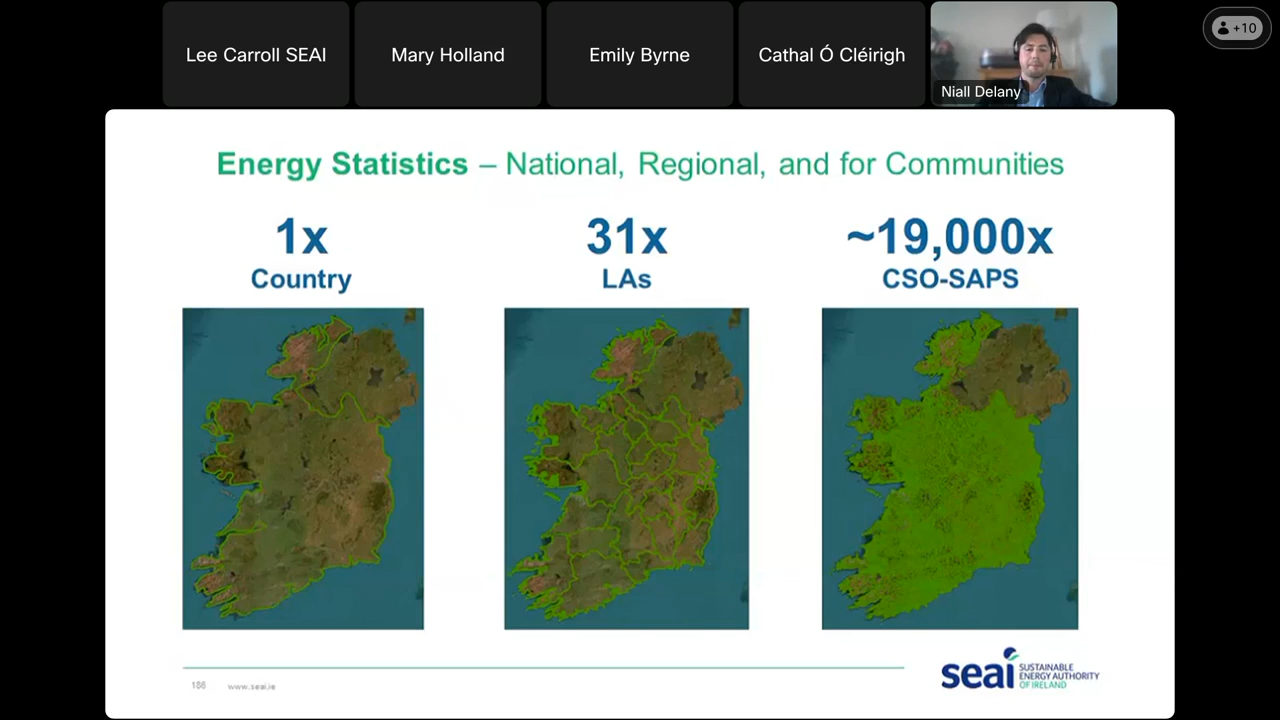 Lee Carroll SEAI
Mary Holland
Emily Byrne
Cathal Ó Cléirigh
Niall Delany
+10
Energy Statistics – National, Regional, and for Communities
1x
Country
31x
LAs
~19,000x
CSO-SAPS
186
www.seai.ie
seai
SUSTAINABLE
ENERGY AUTHORITY
OF IRELAND